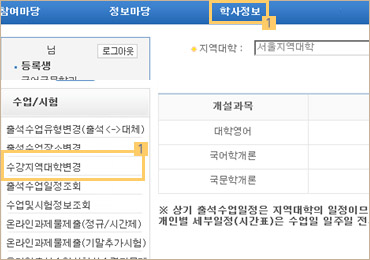 참여마당 정보마당 학사정보
1
님 로그아웃
• 등록생
국어국문학과
지역대학 : 서울지역대학
수업/시험
출석수업유형변경(출석<->대체)
출석수업장소변경
1
수강지역대학변경
출석수업일정조회
수업및시험정보조회
온라인과제물제출(정규/시간제)
온라인과제물제출(기말추가시험)
개설과목
대학영어
국어학개론
국문학개론
※ 상기 출석수업일정은 지역대학의 일정이므
개인별 세부일정(시간표)은 수업일 일주일 전